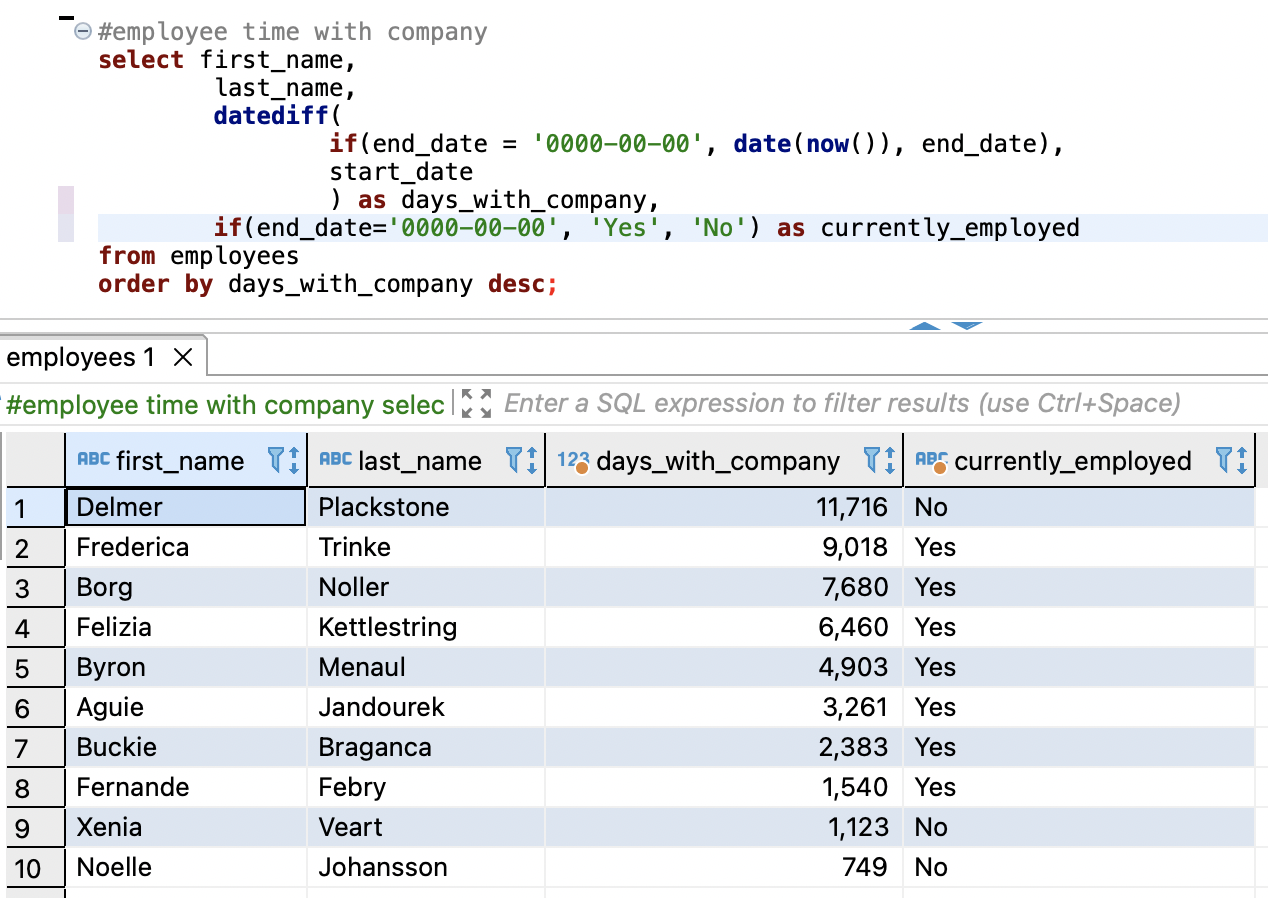 #employee time with company
select first_name,
last_name,
datediff(
if(end_date = '0000-00-00', date(now()), end_date),
start_date
) as days_with_company,
if(end_date='0000-00-00', 'Yes', 'No') as currently_employed
from employees
order by days_with_company desc;
employees 1
#employee time with company selec Enter a SQL expression to filter results (use Ctrl+Space)
ABC first_name ABC last_name 123 days_with_company ABC currently_employed
1 Delmer Plackstone 11,716 No
2 Frederica Trinke 9,018 Yes
3 Borg Noller 7,680 Yes
4 Felizia Kettlestring 6,460 Yes
5 Byron Menaul 4,903 Yes
6 Aguie Jandourek 3,261 Yes
7 Buckie Braganca 2,383 Yes
8 Fernande Febry 1,540 Yes
9 Xenia Veart 1,123 No
10 Noelle Johansson 749 No